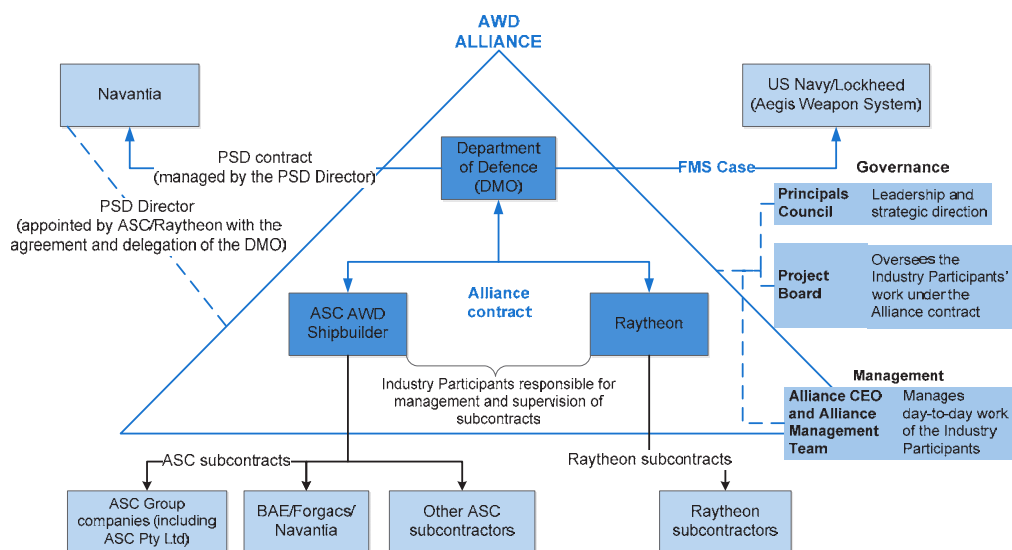 AWD
ALLIANCE
Navantia
US Navy/Lockheed
(Aegis Weapon System)
Department
of Defence
(DMO)
PSD contract
(managed by the PSD Director)
FMS Case
PSD Director
(appointed by ASC/Raytheon with the
agreement and delegation of the DMO)
Governance
Principals
Council
Leadership and
strategic direction
Project
Board
Oversees the
Industry Participants'
work under the
Alliance contract
Alliance
contract
ASC AWD
Shipbuilder
Raytheon
Industry Participants responsible for
management and supervision of
subcontracts
Management
Alliance CEO
and Alliance
Management
Team
Manages
day-to-day work
of the Industry
Participants
ASC subcontracts
Raytheon subcontracts
ASC Group
companies (including
ASC Pty Ltd)
BAE/Forgacs/
Navantia
Other ASC
subcontractors
Raytheon
subcontractors